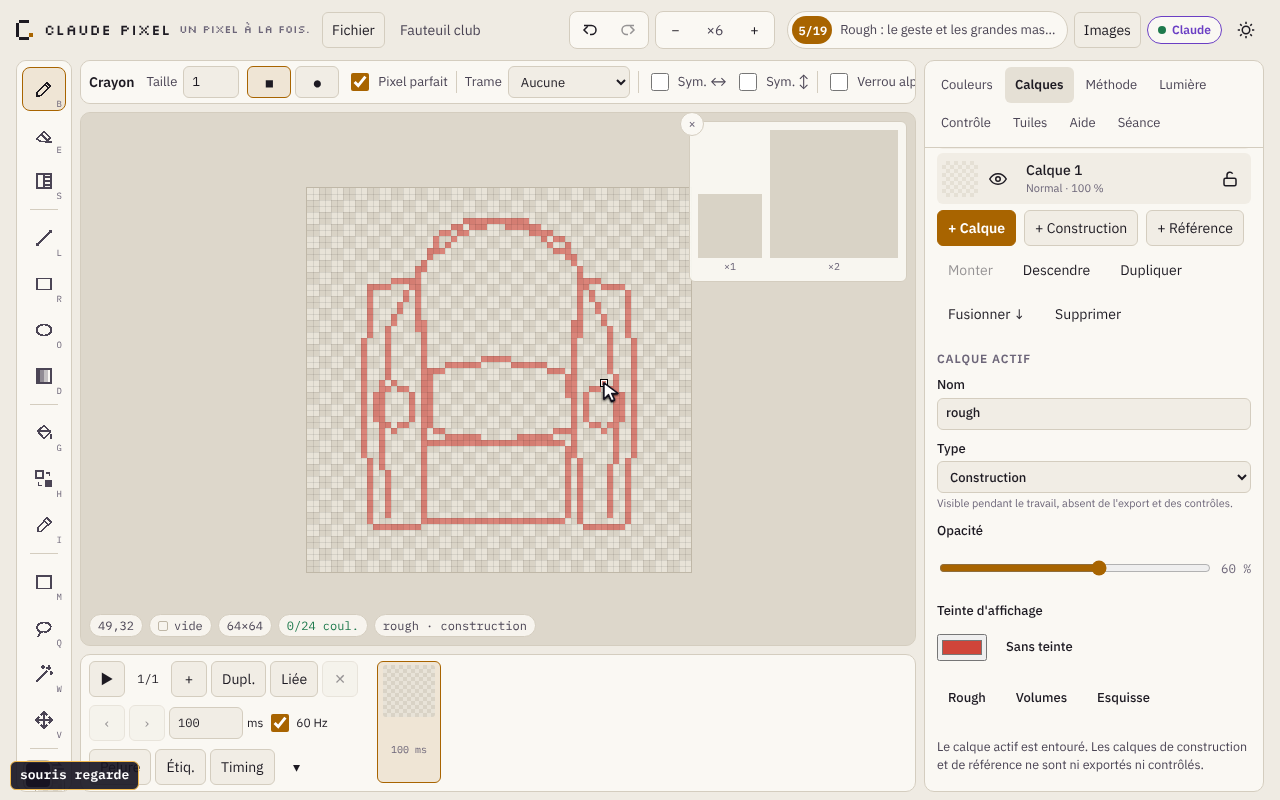 CLAUDE PIXEL UN PIXEL À LA FOIS. Fichier Fauteuil club − ×6 + 5/19 Rough : le geste et les grandes mas… Images Claude
Crayon Taille 1 Pixel parfait Trame Aucune Sym. ↔ Sym. ↕ Verrou alp
B
E
S
L
R
O
D
G
H
I
M
Q
W
V
×
×1 ×2
49,32 vide 64×64 0/24 coul. rough · construction
1/1 + Dupl. Liée ×
‹ › 100 ms 60 Hz
Étiq. Timing
100 ms
souris regarde
Couleurs Calques Méthode Lumière
Contrôle Tuiles Aide Séance
Calque 1
Normal · 100 %
+ Calque + Construction + Référence
Monter Descendre Dupliquer
Fusionner ↓ Supprimer
CALQUE ACTIF
Nom
rough
Type
Construction
Visible pendant le travail, absent de l'export et des contrôles.
Opacité
60 %
Teinte d'affichage
Sans teinte
Rough Volumes Esquisse
Le calque actif est entouré. Les calques de construction
et de référence ne sont ni exportés ni contrôlés.